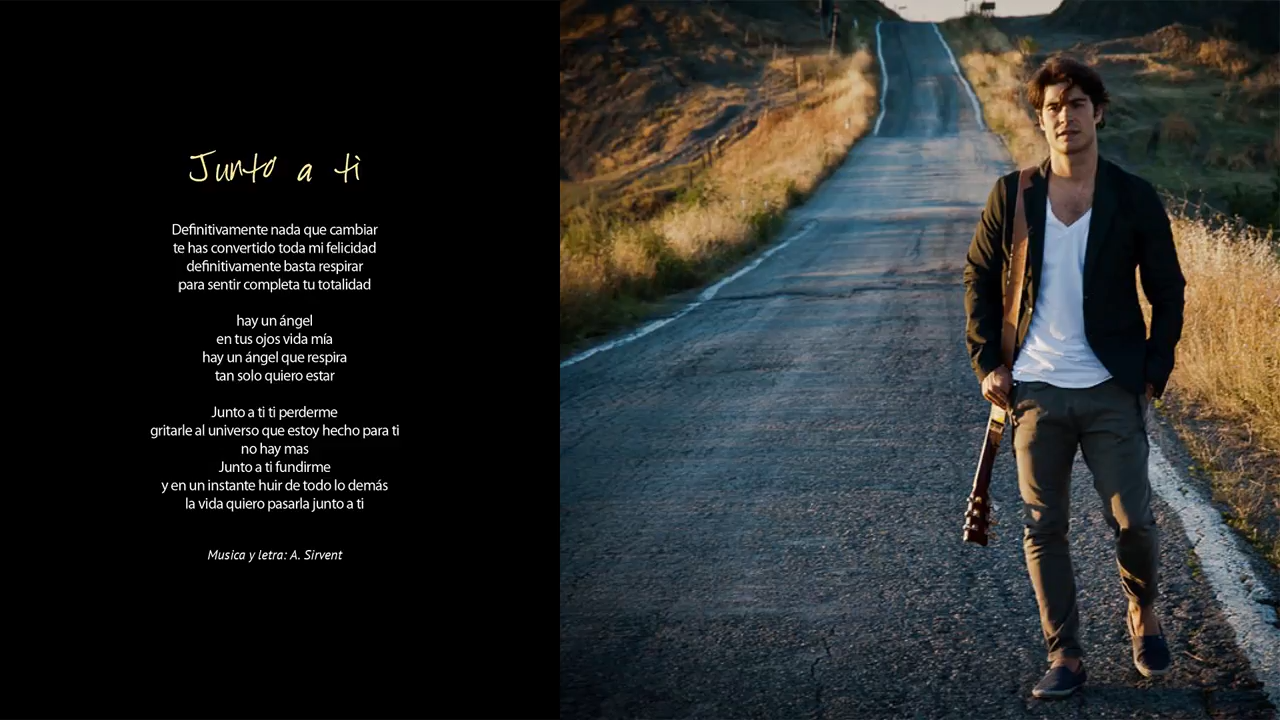 Junto a ti
Definitivamente nada que cambiar
te has convertido toda mi felicidad
definitivamente basta respirar
para sentir completa tu totalidad
hay un ángel
en tus ojos vida mía
hay un ángel que respira
tan solo quiero estar
Junto a ti ti perderme
gritarle al universo que estoy hecho para ti
no hay mas
Junto a ti fundirme
y en un instante huir de todo lo demás
la vida quiero pasarla junto a ti
Musica y letra: A. Sirvent